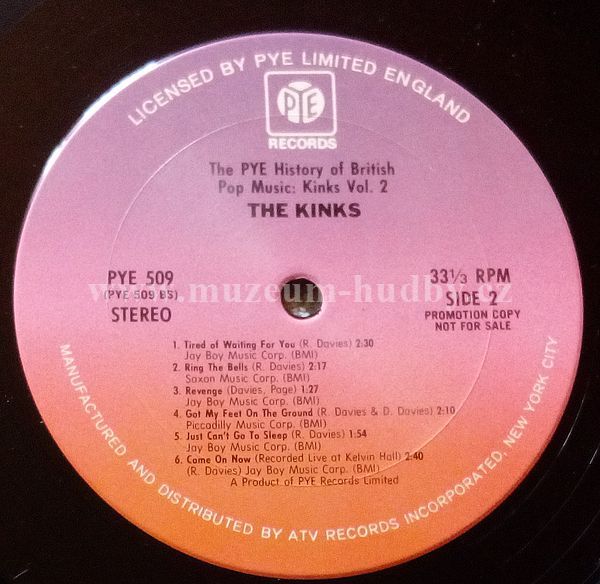 LICENSED BY PYE LIMITED ENGLAND
PYE
RECORDS
The PYE History of British
Pop Music: Kinks Vol. 2
THE KINKS
PYE 509
(PYE 509 BS)
STEREO
33 1/3 RPM
SIDE 2
PROMOTION COPY
NOT FOR SALE
www.muzeum-hudby.cz
1. Tired of Waiting For You (R. Davies) 2:30
Jay Boy Music Corp. (BMI)
2. Ring The Bells (R. Davies) 2:17
Saxon Music Corp. (BMI)
3. Revenge (Davies, Page) 1:27
Jay Boy Music Corp. (BMI)
4. Got My Feet On The Ground (R. Davies & D. Davies) 2:10
Piccadilly Music Corp. (BMI)
5. Just Can't Go To Sleep (R. Davies) 1:54
Jay Boy Music Corp. (BMI)
6. Come On Now (Recorded Live at Kelvin Hall) 2:40
(R. Davies) Jay Boy Music Corp. (BMI)
A Product of PYE Records Limited
MANUFACTURED AND DISTRIBUTED BY ATV RECORDS INCORPORATED, NEW YORK CITY